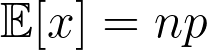 𝔼[x] = np